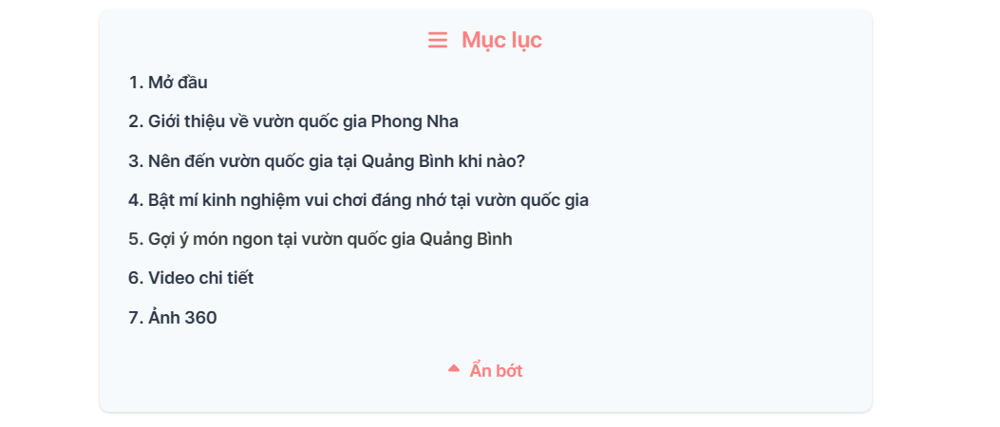 Mục lục
1. Mở đầu
2. Giới thiệu về vườn quốc gia Phong Nha
3. Nên đến vườn quốc gia tại Quảng Bình khi nào?
4. Bật mí kinh nghiệm vui chơi đáng nhớ tại vườn quốc gia
5. Gợi ý món ngon tại vườn quốc gia Quảng Bình
6. Video chi tiết
7. Ảnh 360
Ẩn bớt